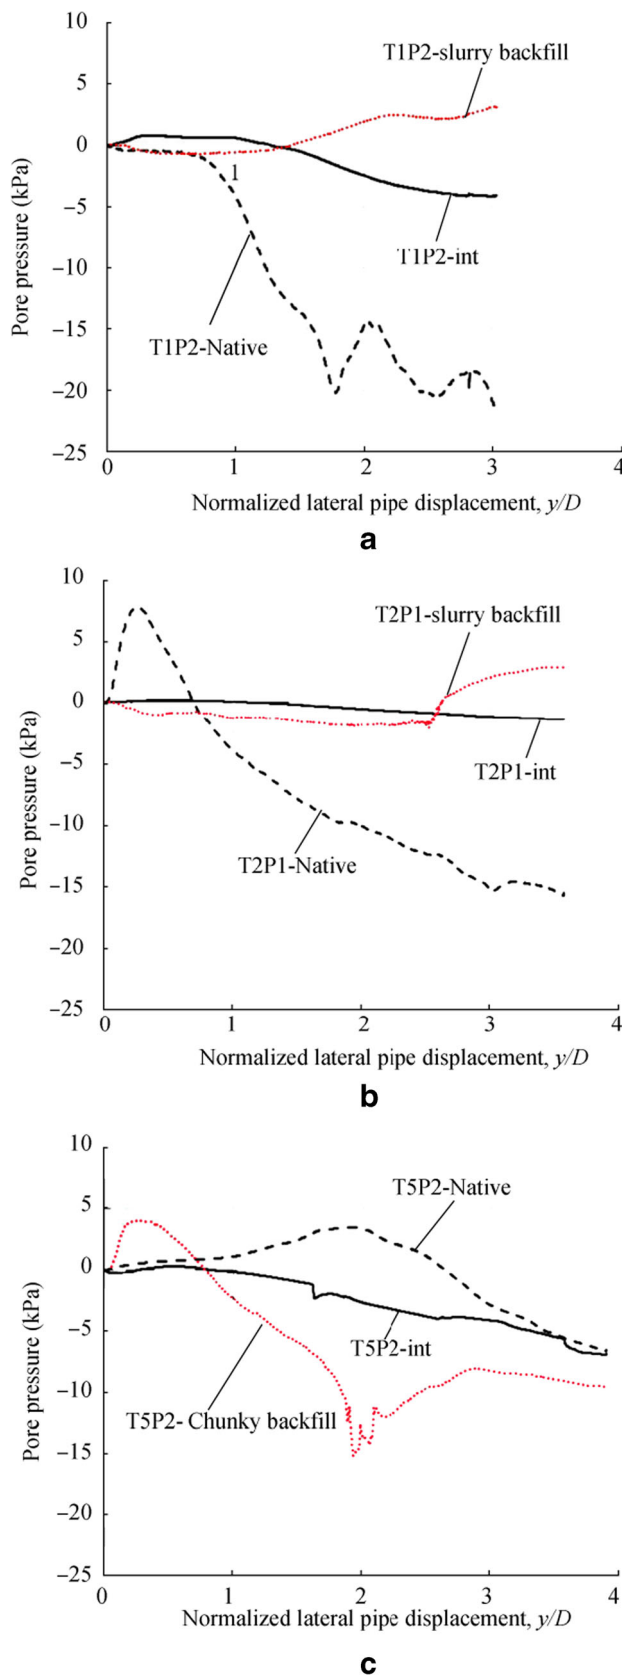 10
T1P2-slurry backfill
5
0
1
−5
T1P2-int
−10
T1P2-Native
−15
−20
−25
0 1 2 3 4
Pore pressure (kPa)
Normalized lateral pipe displacement, y/D
a
10
T2P1-slurry backfill
5
0
T2P1-int
−5
−10
T2P1-Native
−15
−20
−25
0 1 2 3 4
Pore pressure (kPa)
Normalized lateral pipe displacement, y/D
b
10
T5P2-Native
5
0
−5
T5P2-int
−10
T5P2- Chunky backfill
−15
−20
−25
0 1 2 3 4
Pore pressure (kPa)
Normalized lateral pipe displacement, y/D
c